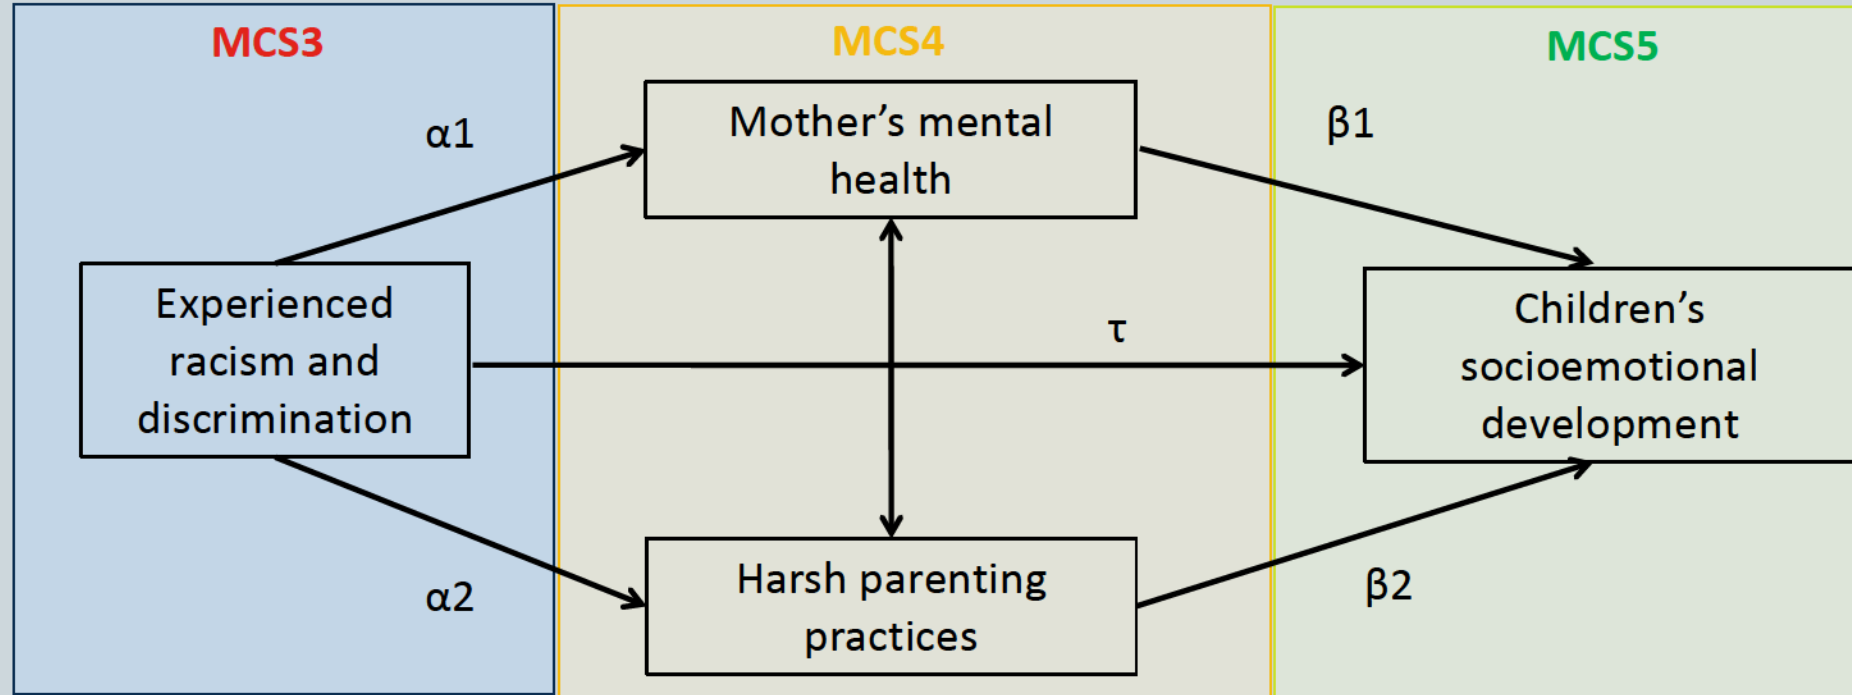 MCS3
MCS4
MCS5
α1
Mother’s mental
health
β1
Experienced
racism and
discrimination
τ
Children’s
socioemotional
development
α2
Harsh parenting
practices
β2